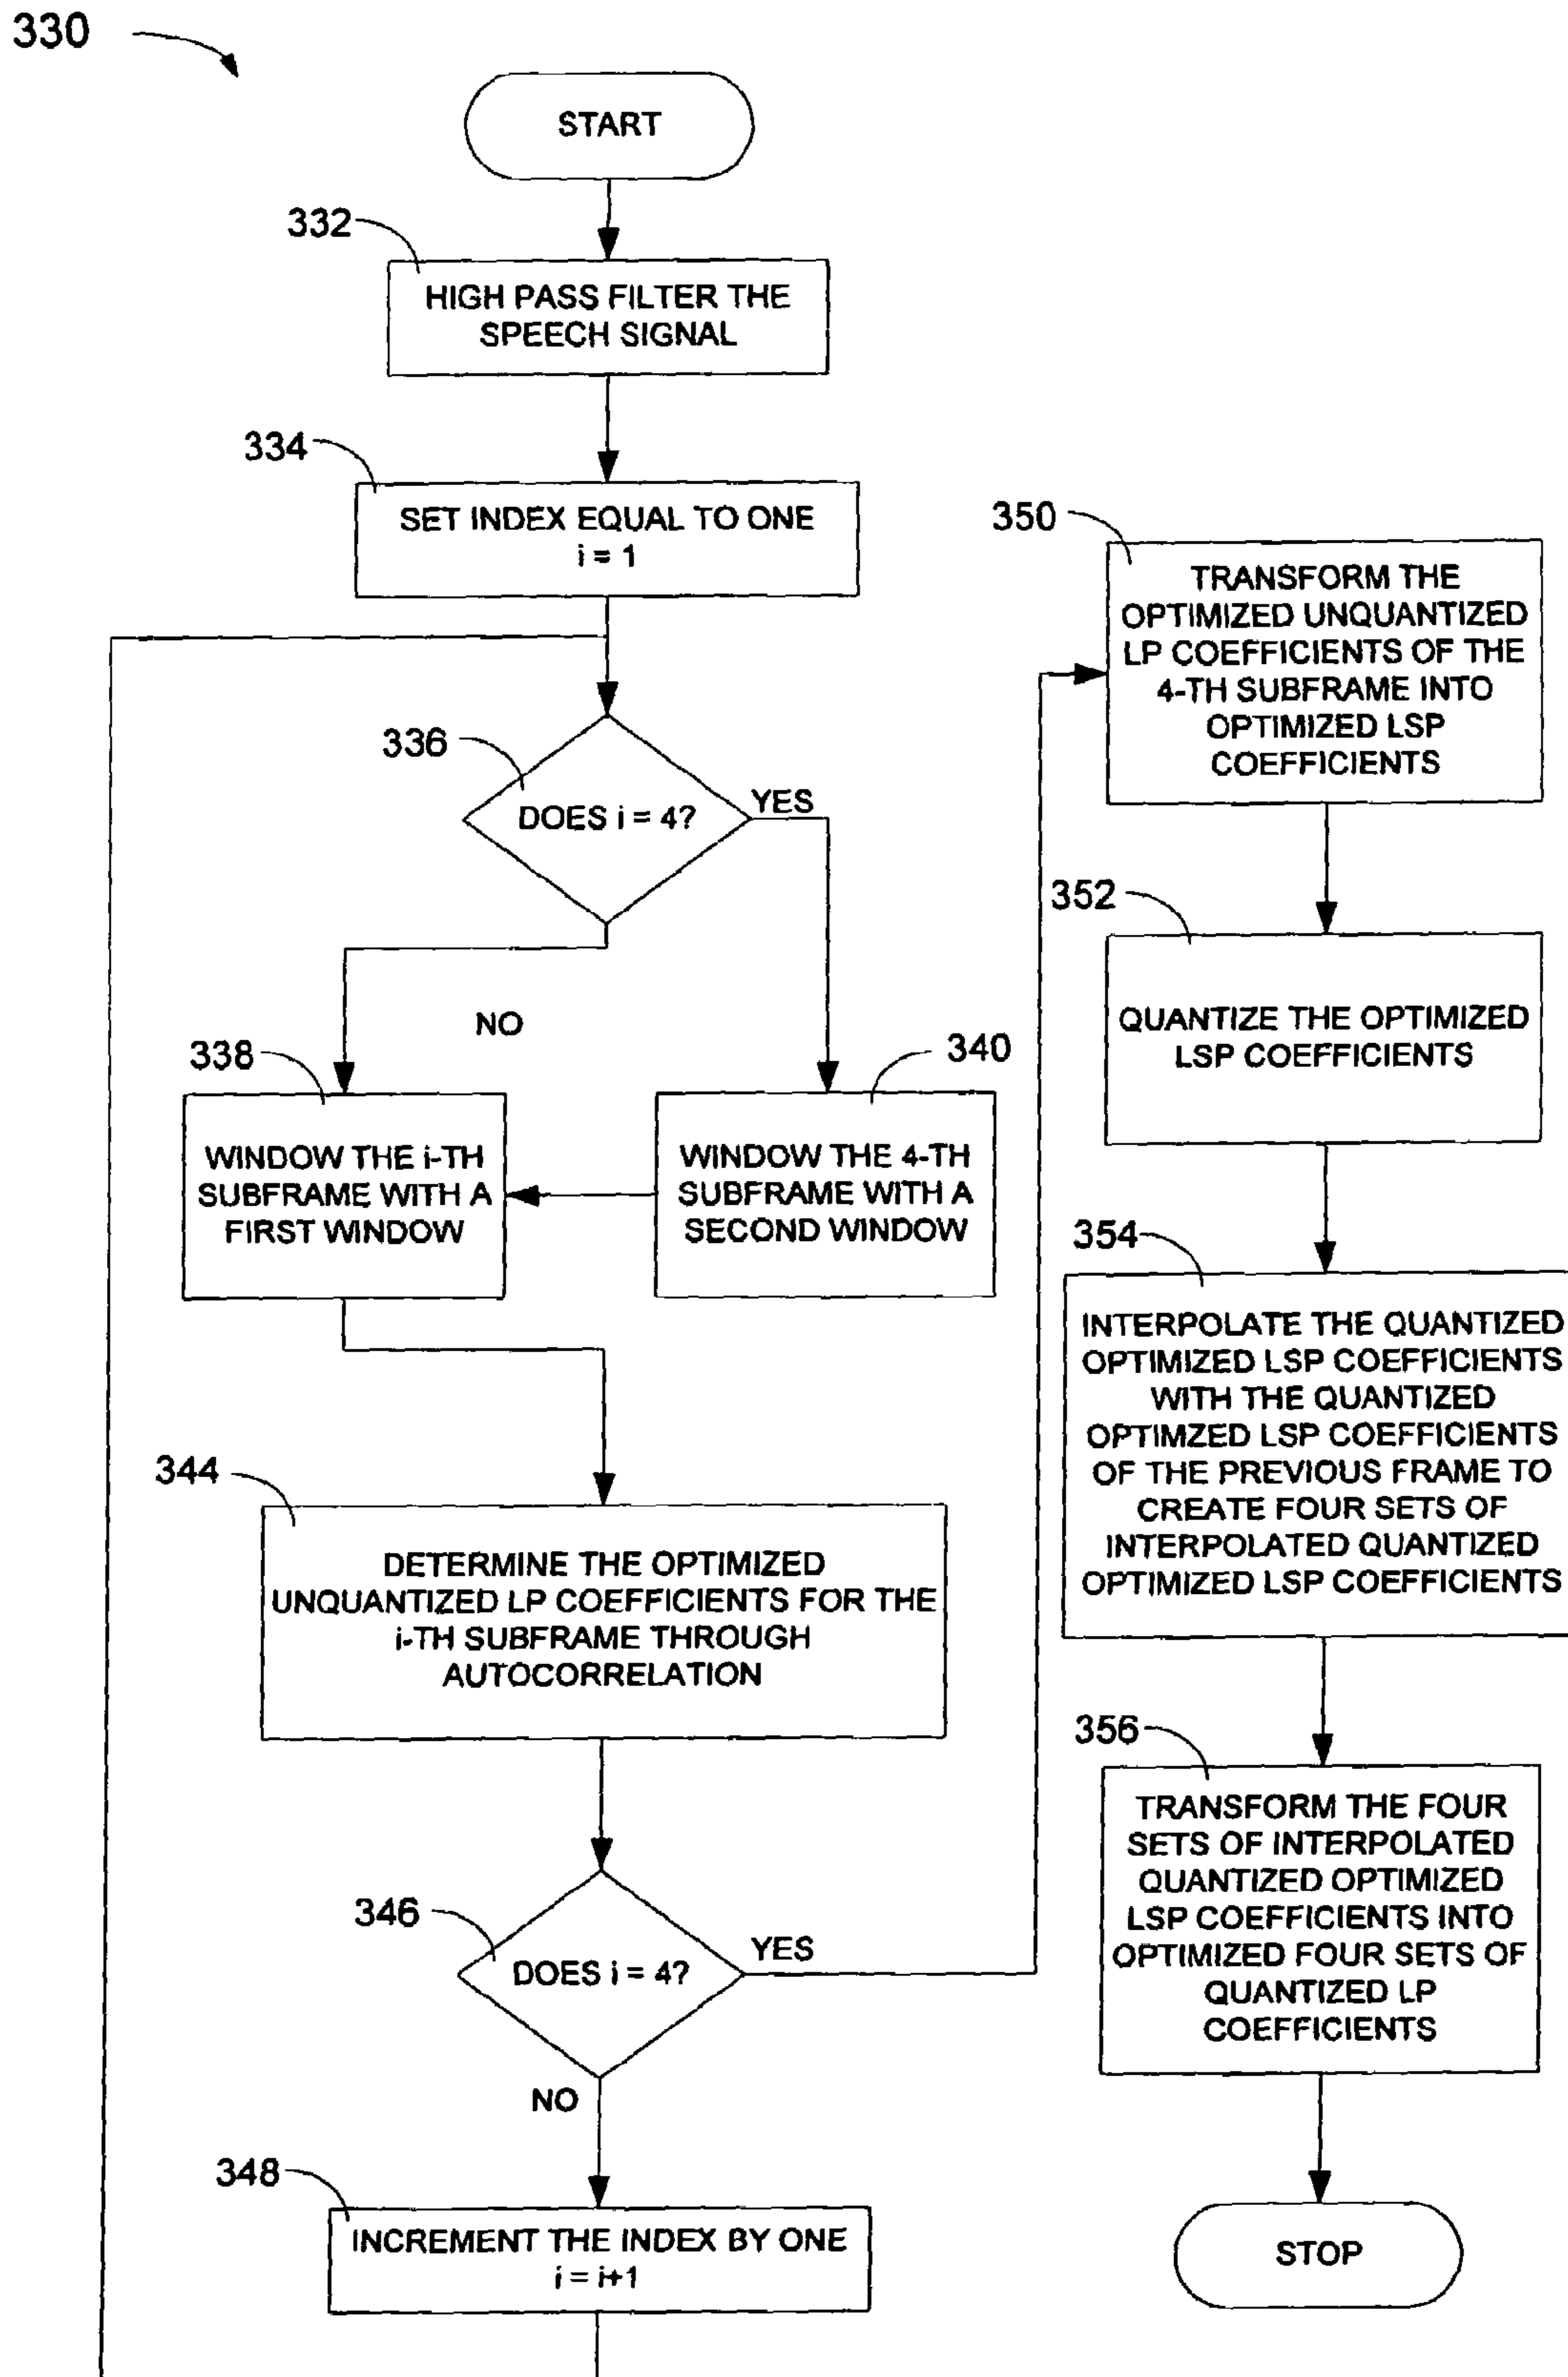 330
START
332
HIGH PASS FILTER THE
SPEECH SIGNAL
334
SET INDEX EQUAL TO ONE
i = 1
336
DOES i = 4?
YES
NO
338
WINDOW THE i-TH
SUBFRAME WITH A
FIRST WINDOW
340
WINDOW THE 4-TH
SUBFRAME WITH A
SECOND WINDOW
344
DETERMINE THE OPTIMIZED
UNQUANTIZED LP COEFFICIENTS FOR THE
i-TH SUBFRAME THROUGH
AUTOCORRELATION
346
DOES i = 4?
YES
NO
348
INCREMENT THE INDEX BY ONE
i = i+1
350
TRANSFORM THE
OPTIMIZED UNQUANTIZED
LP COEFFICIENTS OF THE
4-TH SUBFRAME INTO
OPTIMIZED LSP
COEFFICIENTS
352
QUANTIZE THE OPTIMIZED
LSP COEFFICIENTS
354
INTERPOLATE THE QUANTIZED
OPTIMIZED LSP COEFFICIENTS
WITH THE QUANTIZED
OPTIMZED LSP COEFFICIENTS
OF THE PREVIOUS FRAME TO
CREATE FOUR SETS OF
INTERPOLATED QUANTIZED
OPTIMIZED LSP COEFFICIENTS
356
TRANSFORM THE FOUR
SETS OF INTERPOLATED
QUANTIZED OPTIMIZED
LSP COEFFICIENTS INTO
OPTIMIZED FOUR SETS OF
QUANTIZED LP
COEFFICIENTS
STOP